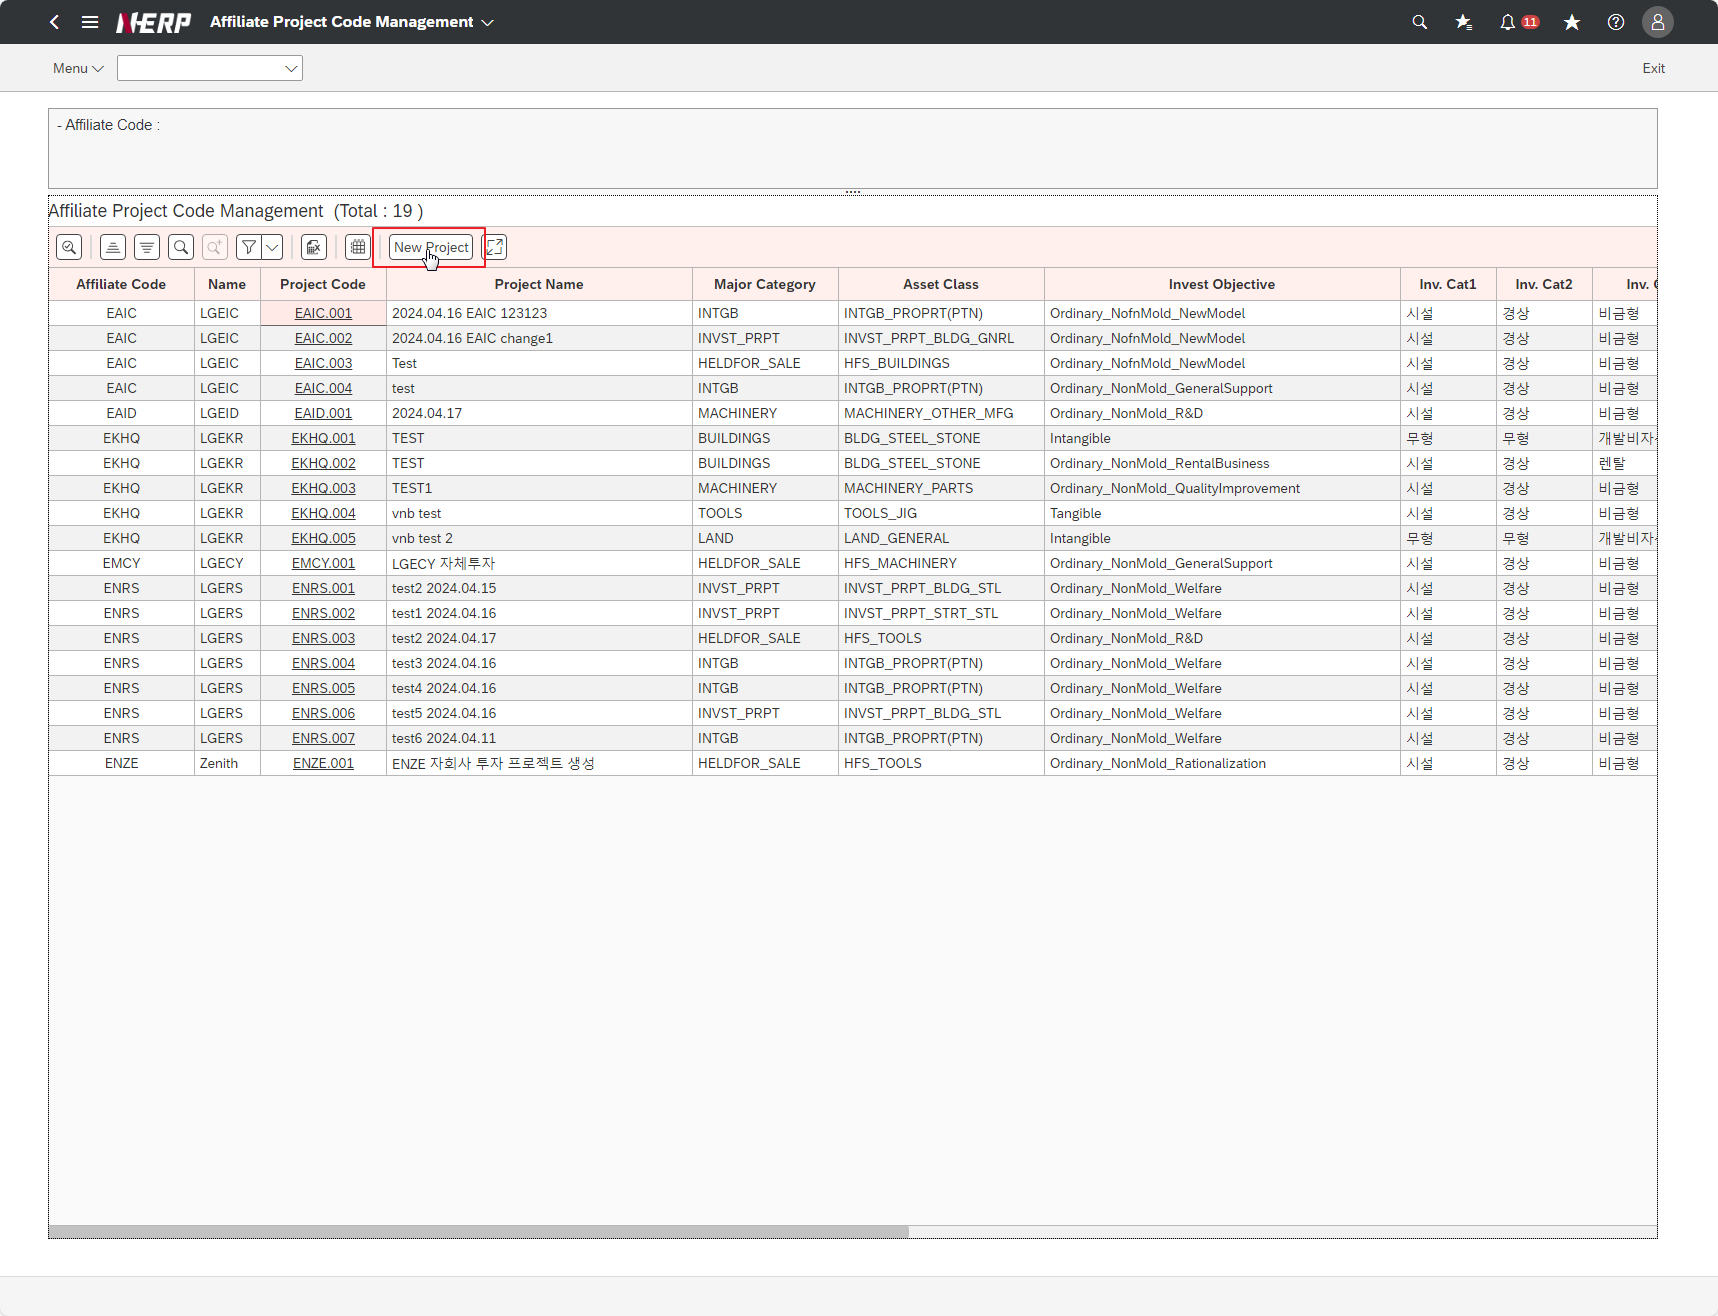 NERP Affiliate Project Code Management 11
Menu Exit
- Affiliate Code :
Affiliate Project Code Management (Total : 19 )
New Project
Affiliate Code Name Project Code Project Name Major Category Asset Class Invest Objective Inv. Cat1 Inv. Cat2 Inv.
EAIC LGEIC EAIC.001 2024.04.16 EAIC 123123 INTGB INTGB_PROPRT(PTN) Ordinary_NofnMold_NewModel 시설 경상 비금형
EAIC LGEIC EAIC.002 2024.04.16 EAIC change1 INVST_PRPT INVST_PRPT_BLDG_GNRL Ordinary_NofnMold_NewModel 시설 경상 비금형
EAIC LGEIC EAIC.003 Test HELDFOR_SALE HFS_BUILDINGS Ordinary_NofnMold_NewModel 시설 경상 비금형
EAIC LGEIC EAIC.004 test INTGB INTGB_PROPRT(PTN) Ordinary_NonMold_GeneralSupport 시설 경상 비금형
EAID LGEID EAID.001 2024.04.17 MACHINERY MACHINERY_OTHER_MFG Ordinary_NonMold_R&D 시설 경상 비금형
EKHQ LGEKR EKHQ.001 TEST BUILDINGS BLDG_STEEL_STONE Intangible 무형 무형 개발비자
EKHQ LGEKR EKHQ.002 TEST BUILDINGS BLDG_STEEL_STONE Ordinary_NonMold_RentalBusiness 시설 경상 렌탈
EKHQ LGEKR EKHQ.003 TEST1 MACHINERY MACHINERY_PARTS Ordinary_NonMold_QualityImprovement 시설 경상 비금형
EKHQ LGEKR EKHQ.004 vnb test TOOLS TOOLS_JIG Tangible 시설 경상 비금형
EKHQ LGEKR EKHQ.005 vnb test 2 LAND LAND_GENERAL Intangible 무형 무형 개발비자
EMCY LGECY EMCY.001 LGECY 자체투자 HELDFOR_SALE HFS_MACHINERY Ordinary_NonMold_GeneralSupport 시설 경상 비금형
ENRS LGERS ENRS.001 test2 2024.04.15 INVST_PRPT INVST_PRPT_BLDG_STL Ordinary_NonMold_Welfare 시설 경상 비금형
ENRS LGERS ENRS.002 test1 2024.04.16 INVST_PRPT INVST_PRPT_STRT_STL Ordinary_NonMold_Welfare 시설 경상 비금형
ENRS LGERS ENRS.003 test2 2024.04.17 HELDFOR_SALE HFS_TOOLS Ordinary_NonMold_R&D 시설 경상 비금형
ENRS LGERS ENRS.004 test3 2024.04.16 INTGB INTGB_PROPRT(PTN) Ordinary_NonMold_Welfare 시설 경상 비금형
ENRS LGERS ENRS.005 test4 2024.04.16 INTGB INTGB_PROPRT(PTN) Ordinary_NonMold_Welfare 시설 경상 비금형
ENRS LGERS ENRS.006 test5 2024.04.16 INVST_PRPT INVST_PRPT_BLDG_STL Ordinary_NonMold_Welfare 시설 경상 비금형
ENRS LGERS ENRS.007 test6 2024.04.11 INTGB INTGB_PROPRT(PTN) Ordinary_NonMold_Welfare 시설 경상 비금형
ENZE Zenith ENZE.001 ENZE 자회사 투자 프로젝트 생성 HELDFOR_SALE HFS_TOOLS Ordinary_NonMold_Rationalization 시설 경상 비금형